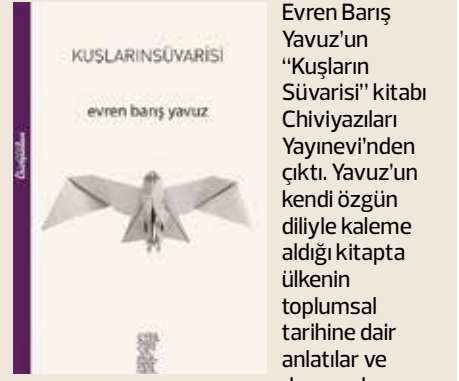 KUŞLARINSÜVARİSİ
evren barış yavuz
Evren Barış
Yavuz’un
“Kuşların
Süvarisi” kitabı
Chiviyazıları
Yayınevi’nden
çıktı. Yavuz’un
kendi özgün
diliyle kaleme
aldığı kitapta
ülkenin
toplumsal
tarihine dair
anlatılar ve